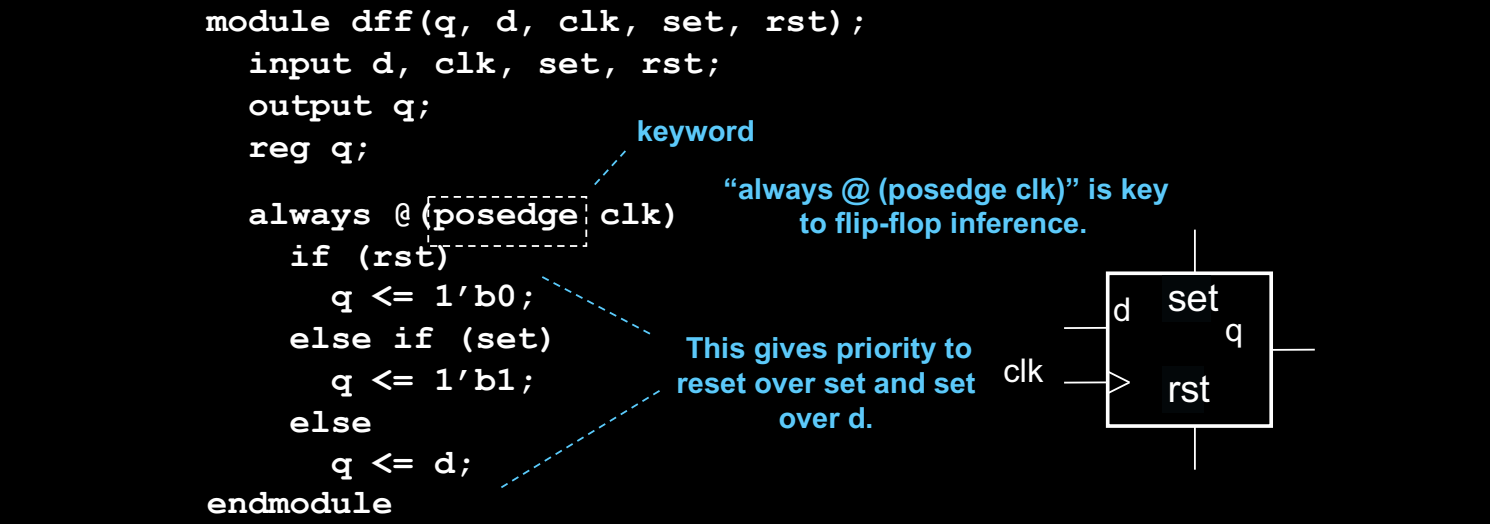 module dff(q, d, clk, set, rst);
input d, clk, set, rst;
output q;
reg q;
keyword
always @(posedge clk)
“always @ (posedge clk)” is key
to flip-flop inference.
if (rst)
q <= 1’b0;
else if (set)
q <= 1’b1;
else
q <= d;
endmodule
This gives priority to
reset over set and set
over d.
d
set
q
clk
rst